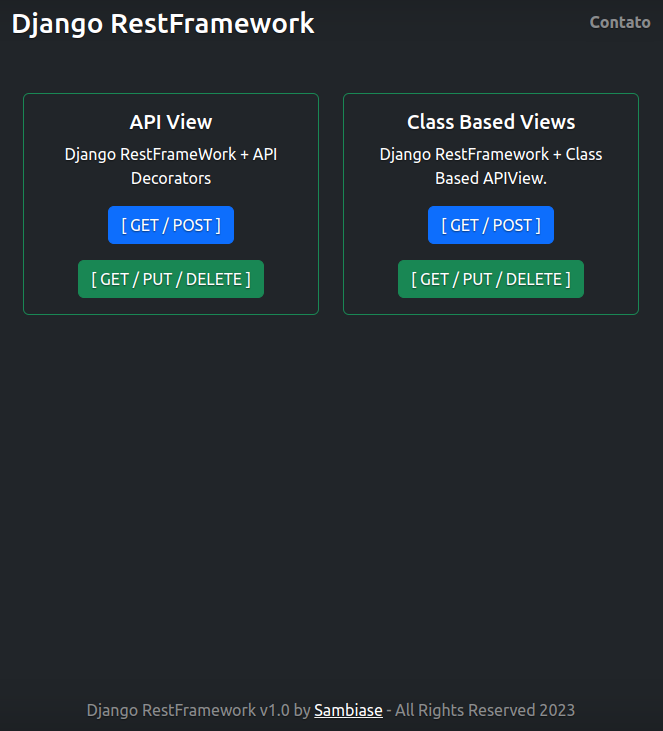 Django RestFramework
Contato
API View
Django RestFrameWork + API
Decorators
[ GET / POST ]
[ GET / PUT / DELETE ]
Class Based Views
Django RestFramework + Class
Based APIView.
[ GET / POST ]
[ GET / PUT / DELETE ]
Django RestFramework v1.0 by Sambiase - All Rights Reserved 2023